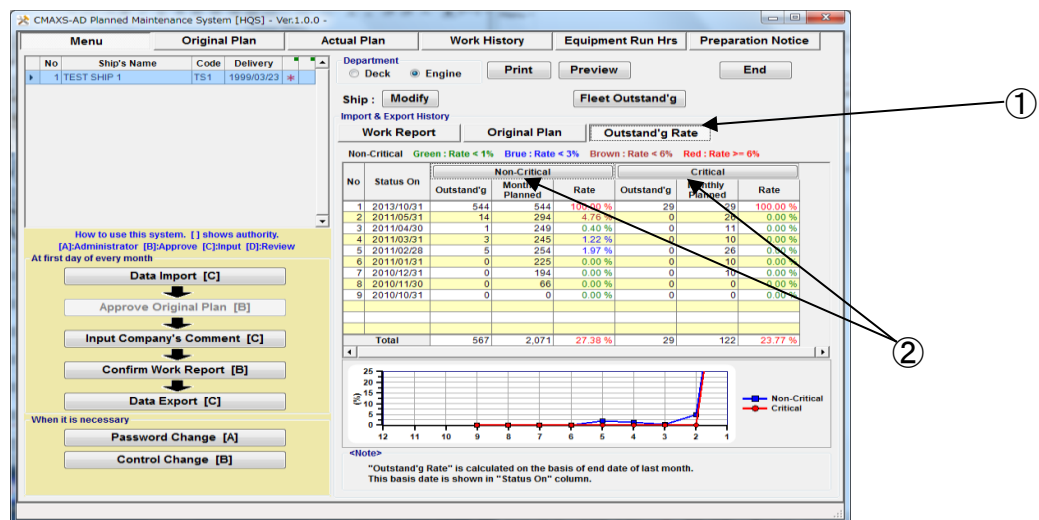 CMAXS-AD Planned Maintenance System [HQS] - Ver.1.0.0 -
Menu Original Plan Actual Plan Work History Equipment Run Hrs Preparation Notice
No Ship's Name Code Delivery
1 TEST SHIP 1 TS1 1999/03/23 *
Department
Deck Engine Print Preview End
Ship : Modify Fleet Outstand'g
Import & Export History
Work Report Original Plan Outstand'g Rate
Non-Critical Green : Rate < 1% Brue : Rate < 3% Brown : Rate < 6% Red : Rate >= 6%
Non-Critical Critical
No Status On Outstand'g Monthly Planned Rate Outstand'g Monthly Planned Rate
1 2013/10/31 544 544 100.00 % 29 29 100.00 %
2 2011/05/31 14 294 4.76 % 0 26 0.00 %
3 2011/04/30 1 249 0.40 % 0 11 0.00 %
4 2011/03/31 3 245 1.22 % 0 10 0.00 %
5 2011/02/28 5 254 1.97 % 0 26 0.00 %
6 2011/01/31 0 225 0.00 % 0 10 0.00 %
7 2010/12/31 0 194 0.00 % 0 10 0.00 %
8 2010/11/30 0 66 0.00 % 0 0 0.00 %
9 2010/10/31 0 0 0.00 % 0 0 0.00 %
Total 567 2,071 27.38 % 29 122 23.77 %
How to use this system. [ ] shows authority.
[A]:Administrator [B]:Approve [C]:Input [D]:Review
At first day of every month
Data Import [C]
Approve Original Plan [B]
Input Company's Comment [C]
Confirm Work Report [B]
Data Export [C]
When it is necessary
Password Change [A]
Control Change [B]
(%)
25
20
15
10
5
0
12 11 10 9 8 7 6 5 4 3 2 1
Non-Critical
Critical
<Note>
"Outstand'g Rate" is calculated on the basis of end date of last month.
This basis date is shown in "Status On" column.
①
②